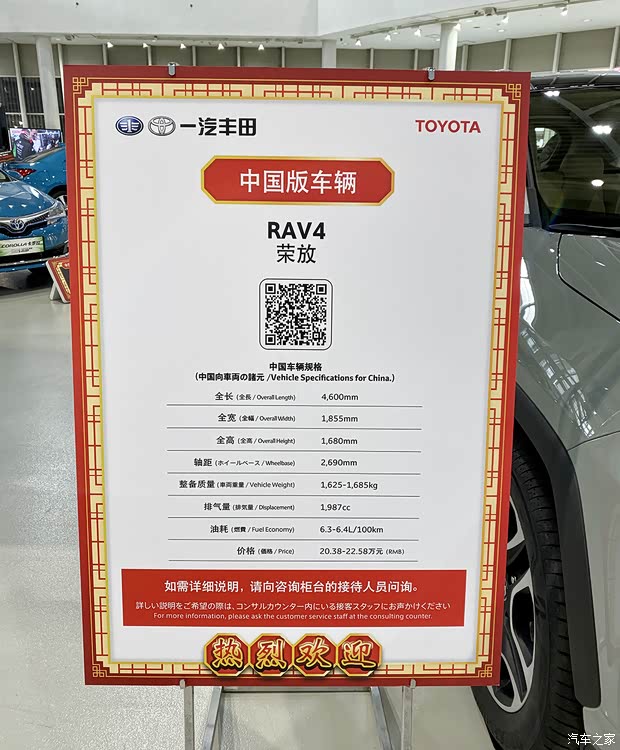 一汽丰田
TOYOTA
中国版车辆
RAV4
荣放
中国车辆规格
(中国向車両の諸元 /Vehicle Specifications for China.)
全长 (全長 / Overall Length) 4,600mm
全宽 (全幅 / Overall Width) 1,855mm
全高 (全高 / Overall Height) 1,680mm
轴距 (ホイールベース / Wheelbase) 2,690mm
整备质量 (車両重量 / Vehicle Weight) 1,625-1,685kg
排气量 (排気量 / Displacement) 1,987cc
油耗 (燃費 / Fuel Economy) 6.3-6.4L/100km
价格 (価格 / Price) 20.38-22.58万元 (RMB)
如需详细说明，请向咨询柜台的接待人员问询。
詳しい説明をご希望の際は、コンサルカウンター内にいる接客スタッフにお声かけください
For more information, please ask the customer service staff at the consulting counter.
热烈欢迎
COROLLA 卡罗拉
汽车之家